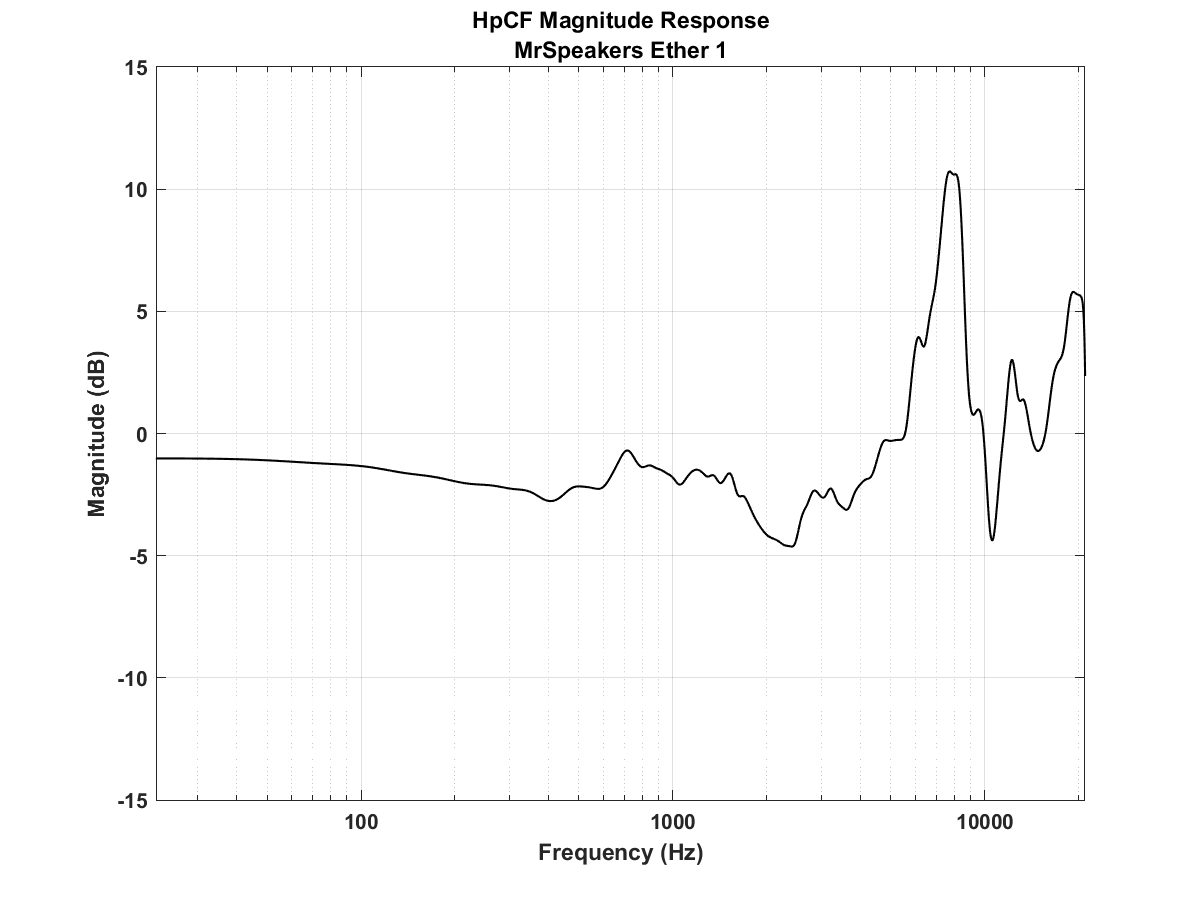 HpCF Magnitude Response
MrSpeakers Ether 1
15
10
5
0
-5
-10
-15
Magnitude (dB)
100
1000
10000
Frequency (Hz)